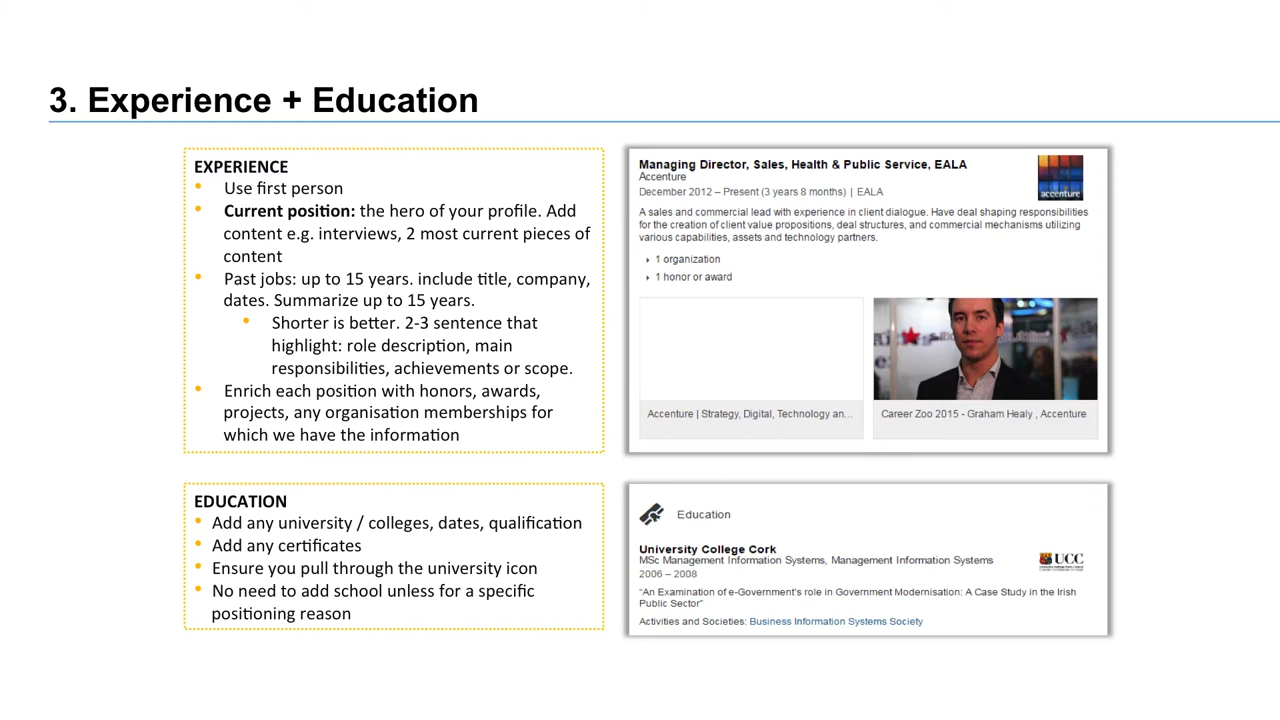 3. Experience + Education
EXPERIENCE
• Use first person
• Current position: the hero of your profile. Add
content e.g. interviews, 2 most current pieces of
content
• Past jobs: up to 15 years. include title, company,
dates. Summarize up to 15 years.
• Shorter is better. 2-3 sentence that
highlight: role description, main
responsibilities, achievements or scope.
• Enrich each position with honors, awards,
projects, any organisation memberships for
which we have the information
Managing Director, Sales, Health & Public Service, EALA
Accenture
December 2012 – Present (3 years 8 months) | EALA
accenture
A sales and commercial lead with experience in client dialogue. Have deal shaping responsibilities
for the creation of client value propositions, deal structures, and commercial mechanisms utilizing
various capabilities, assets and technology partners.
1 organization
1 honor or award
Accenture | Strategy, Digital, Technology an...
Career Zoo 2015 - Graham Healy , Accenture
EDUCATION
• Add any university / colleges, dates, qualification
• Add any certificates
• Ensure you pull through the university icon
• No need to add school unless for a specific
positioning reason
Education
University College Cork
MSc Management Information Systems, Management Information Systems
2006 – 2008
UCC
“An Examination of e-Government's role in Government Modernisation: A Case Study in the Irish
Public Sector”
Activities and Societies: Business Information Systems Society